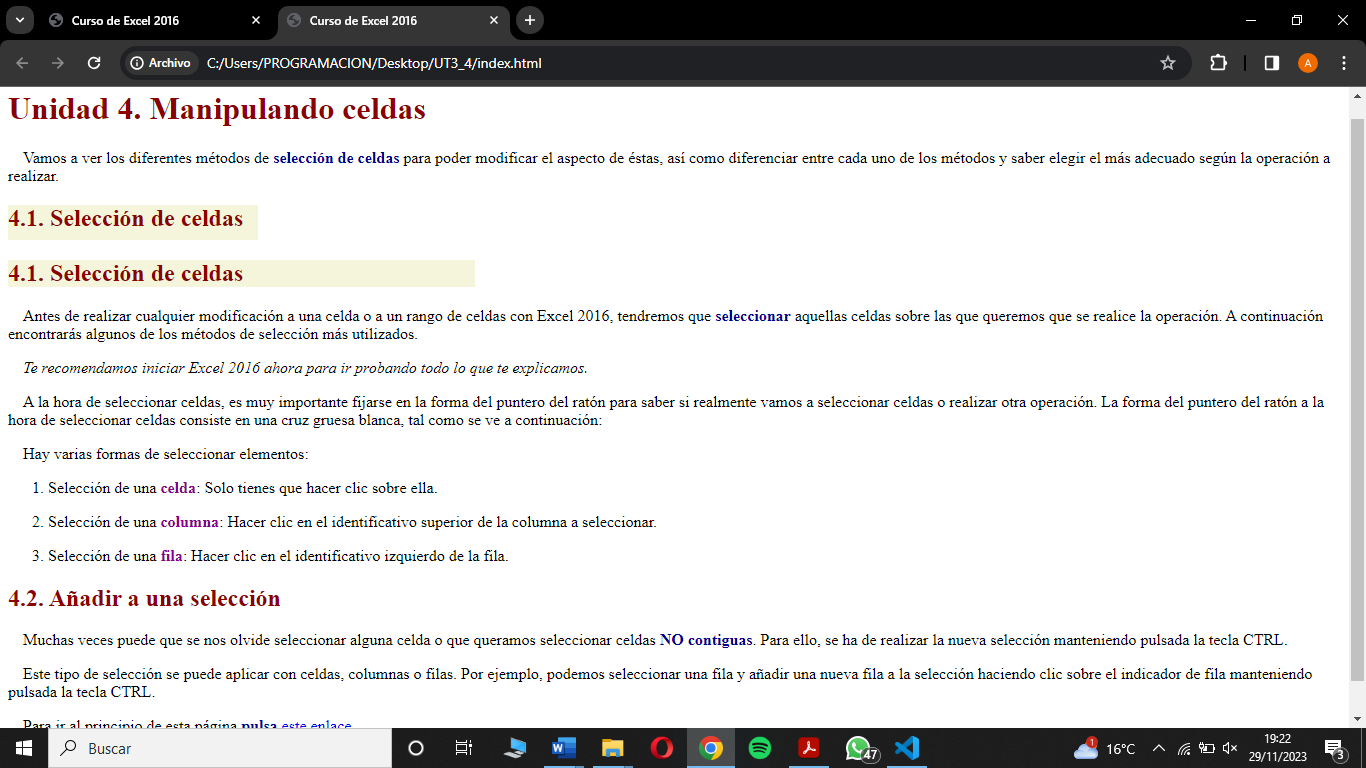 Curso de Excel 2016
Curso de Excel 2016
Archivo C:/Users/PROGRAMACION/Desktop/UT3_4/index.html
A
Unidad 4. Manipulando celdas
Vamos a ver los diferentes métodos de selección de celdas para poder modificar el aspecto de éstas, así como diferenciar entre cada uno de los métodos y saber elegir el más adecuado según la operación a
realizar.
4.1. Selección de celdas
4.1. Selección de celdas
Antes de realizar cualquier modificación a una celda o a un rango de celdas con Excel 2016, tendremos que seleccionar aquellas celdas sobre las que queremos que se realice la operación. A continuación
encontrarás algunos de los métodos de selección más utilizados.
Te recomendamos iniciar Excel 2016 ahora para ir probando todo lo que te explicamos.
A la hora de seleccionar celdas, es muy importante fijarse en la forma del puntero del ratón para saber si realmente vamos a seleccionar celdas o realizar otra operación. La forma del puntero del ratón a la
hora de seleccionar celdas consiste en una cruz gruesa blanca, tal como se ve a continuación:
Hay varias formas de seleccionar elementos:
1. Selección de una celda: Solo tienes que hacer clic sobre ella.
2. Selección de una columna: Hacer clic en el identificativo superior de la columna a seleccionar.
3. Selección de una fila: Hacer clic en el identificativo izquierdo de la fila.
4.2. Añadir a una selección
Muchas veces puede que se nos olvide seleccionar alguna celda o que queramos seleccionar celdas NO contiguas. Para ello, se ha de realizar la nueva selección manteniendo pulsada la tecla CTRL.
Este tipo de selección se puede aplicar con celdas, columnas o filas. Por ejemplo, podemos seleccionar una fila y añadir una nueva fila a la selección haciendo clic sobre el indicador de fila manteniendo
pulsada la tecla CTRL.
Para ir al principio de esta página pulsa este enlace
Buscar
W
47
1
16°C
19:22
29/11/2023
3